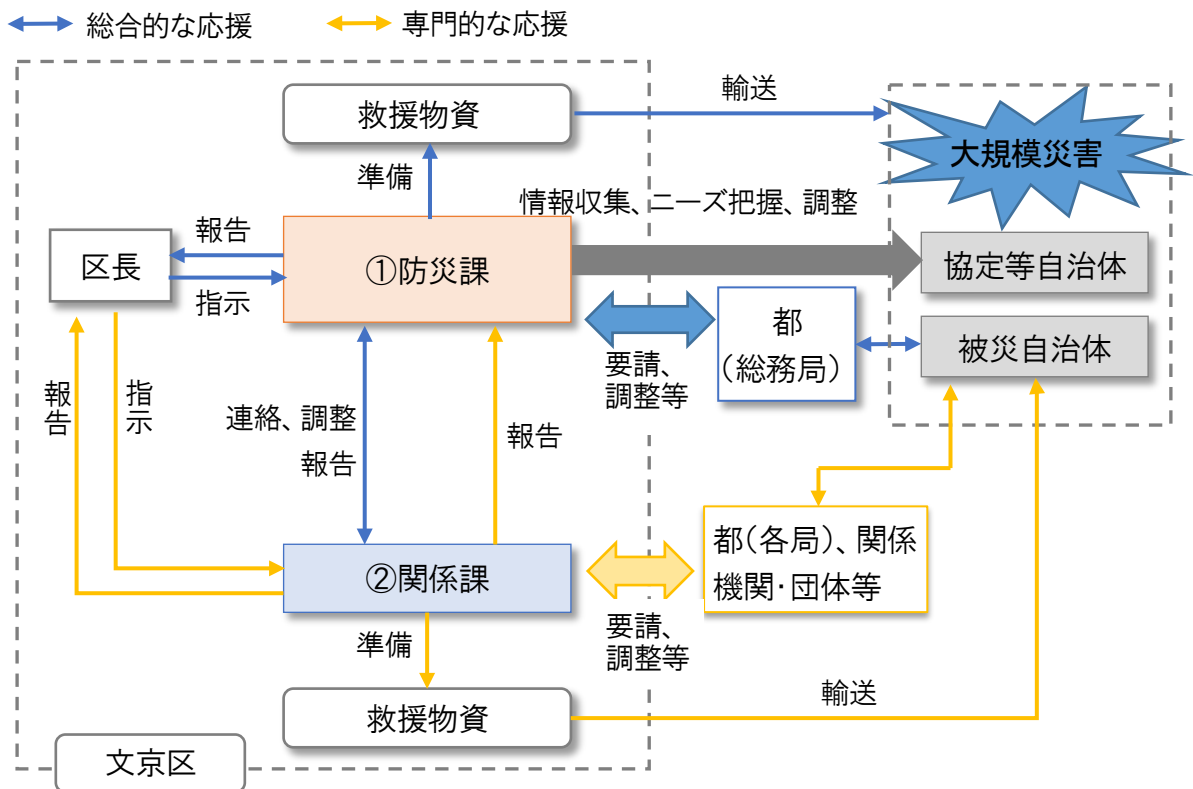 総合的な応援
専門的な応援
救援物資
輸送
大規模災害
準備
情報収集、ニーズ把握、調整
報告
区長
①防災課
協定等自治体
指示
都
（総務局）
被災自治体
要請、
調整等
報告
指示
連絡、調整
報告
報告
都（各局）、関係
機関・団体等
②関係課
要請、
調整等
準備
輸送
救援物資
文京区